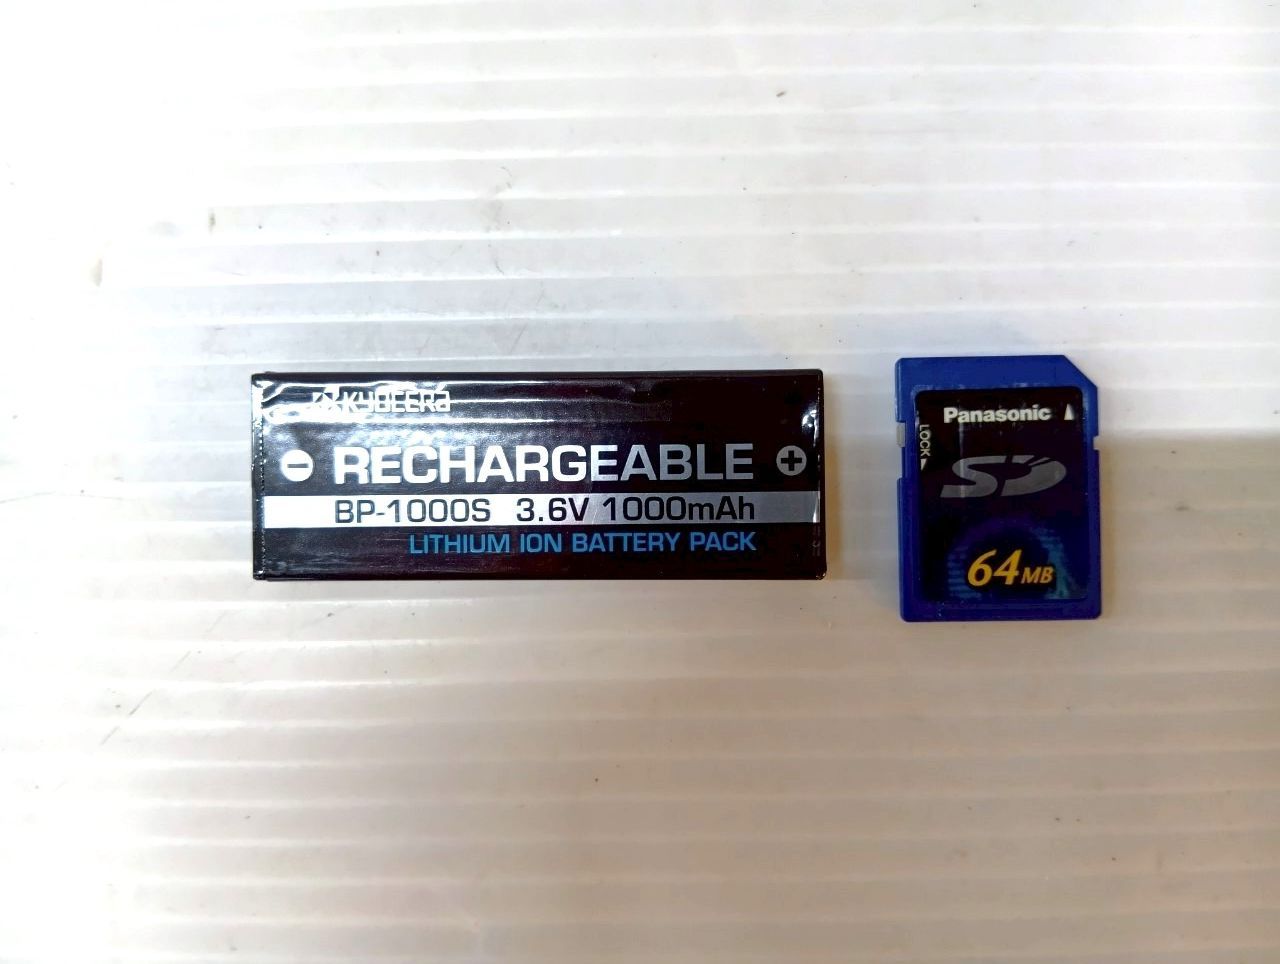 KYOCERA
RECHARGEABLE
BP-1000S 3.6V 1000mAh
LITHIUM ION BATTERY PACK
Panasonic
LOCK
SD
64MB